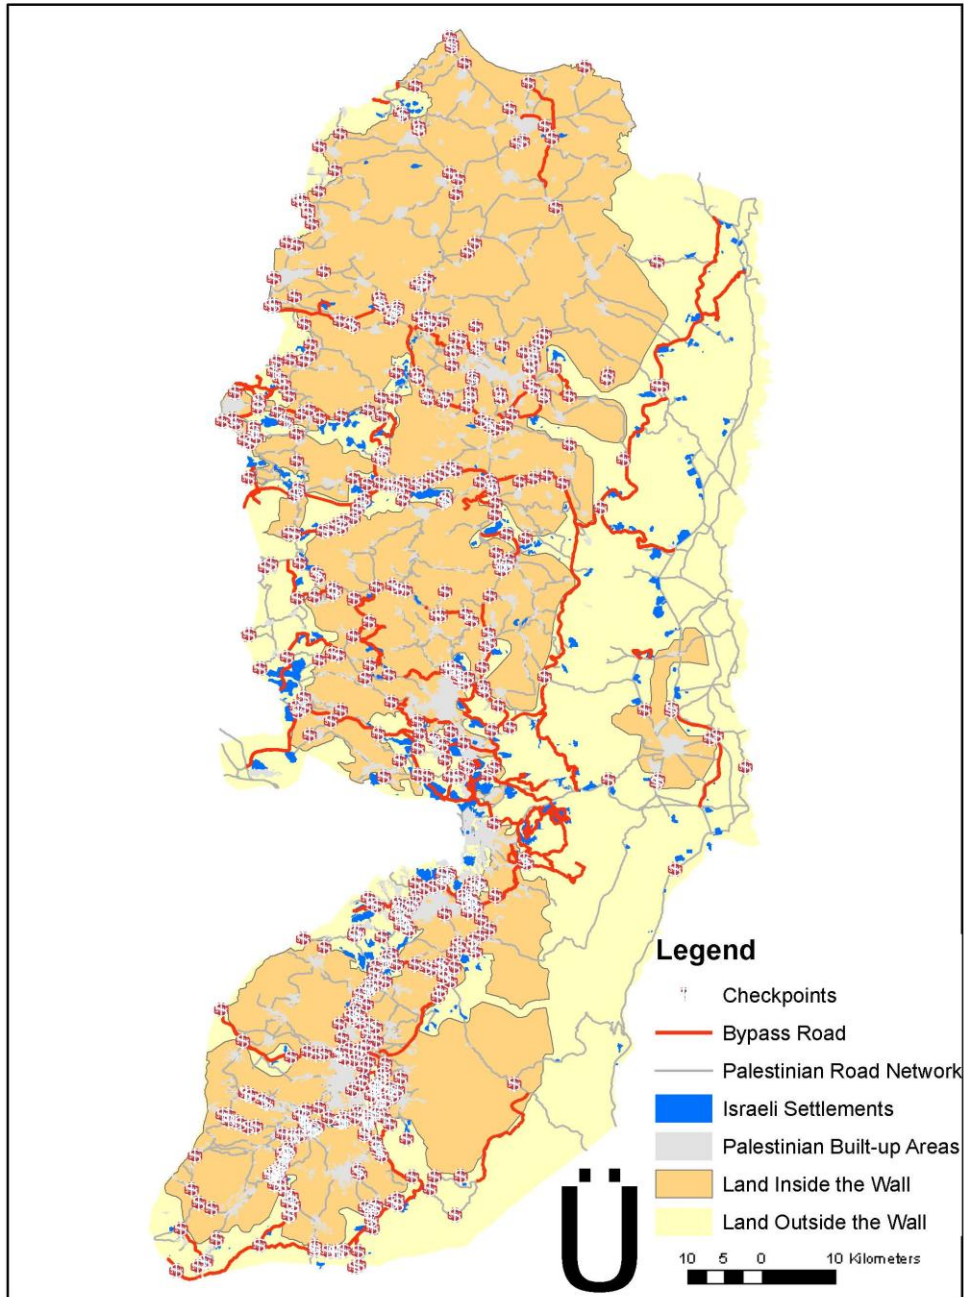 Legend
Checkpoints
Bypass Road
Palestinian Road Network
Israeli Settlements
Palestinian Built-up Areas
Land Inside the Wall
Land Outside the Wall
Ü
10 5 0 10 Kilometers